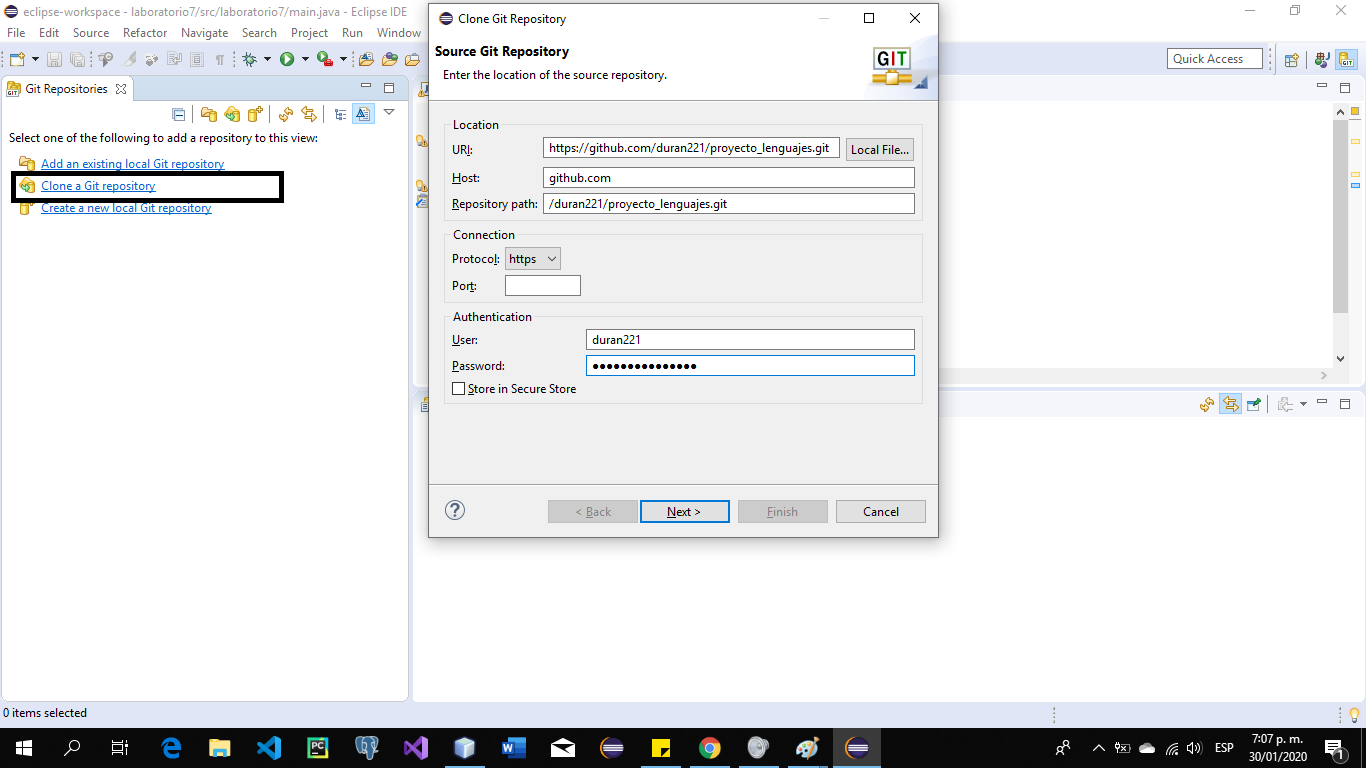 eclipse-workspace - laboratorio7/src/laboratorio7/main.java - Eclipse IDE
File Edit Source Refactor Navigate Search Project Run Window
Quick Access
Git Repositories
Select one of the following to add a repository to this view:
Add an existing local Git repository
Clone a Git repository
Create a new local Git repository
Clone Git Repository
Source Git Repository
Enter the location of the source repository.
GIT
Location
URI: https://github.com/duran221/proyecto_lenguajes.git Local File...
Host: github.com
Repository path: /duran221/proyecto_lenguajes.git
Connection
Protocol: https
Port:
Authentication
User: duran221
Password: ●●●●●●●●●●●●●●●
Store in Secure Store
< Back Next > Finish Cancel
0 items selected
ESP
7:07 p. m.
30/01/2020
1